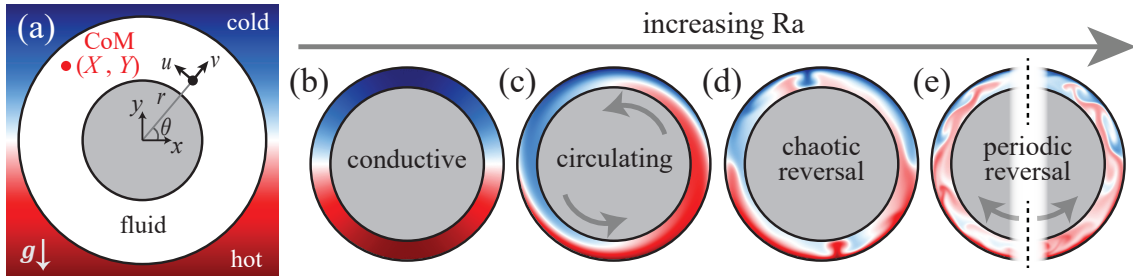 (a)
cold
CoM
(X, Y)
u
v
r
y
θ
x
fluid
g
hot
increasing Ra
(b)
conductive
(c)
circulating
(d)
chaotic
reversal
(e)
periodic
reversal